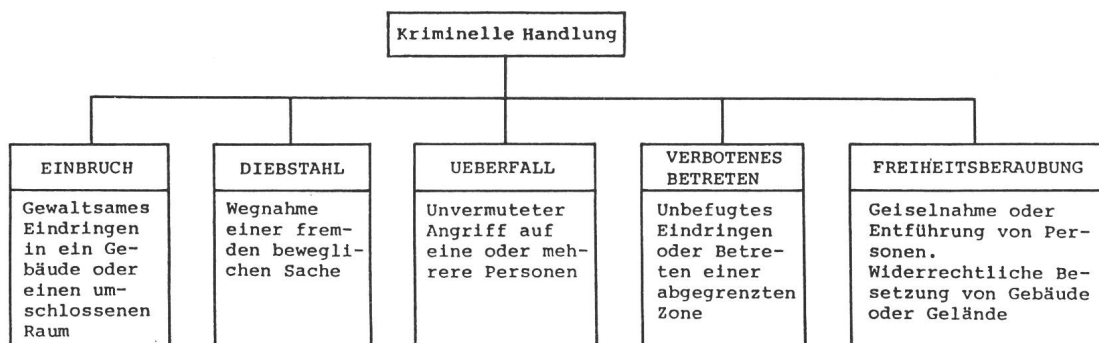 Kriminelle Handlung
EINBRUCH
Gewaltsames
Eindringen
in ein Ge-
bäude oder
einen um-
schlossenen
Raum
DIEBSTAHL
Wegnahme
einer frem-
den bewegli-
chen Sache
UEBERFALL
Unvermuteter
Angriff auf
eine oder meh-
rere Personen
VERBOTENES
BETRETEN
Unbefugtes
Eindringen
oder Betre-
ten einer
abgegrenzten
Zone
FREIHEITSBERAUBUNG
Geiselnahme oder
Entführung von Per-
sonen.
Widerrechtliche Be-
setzung von Gebäude
oder Gelände